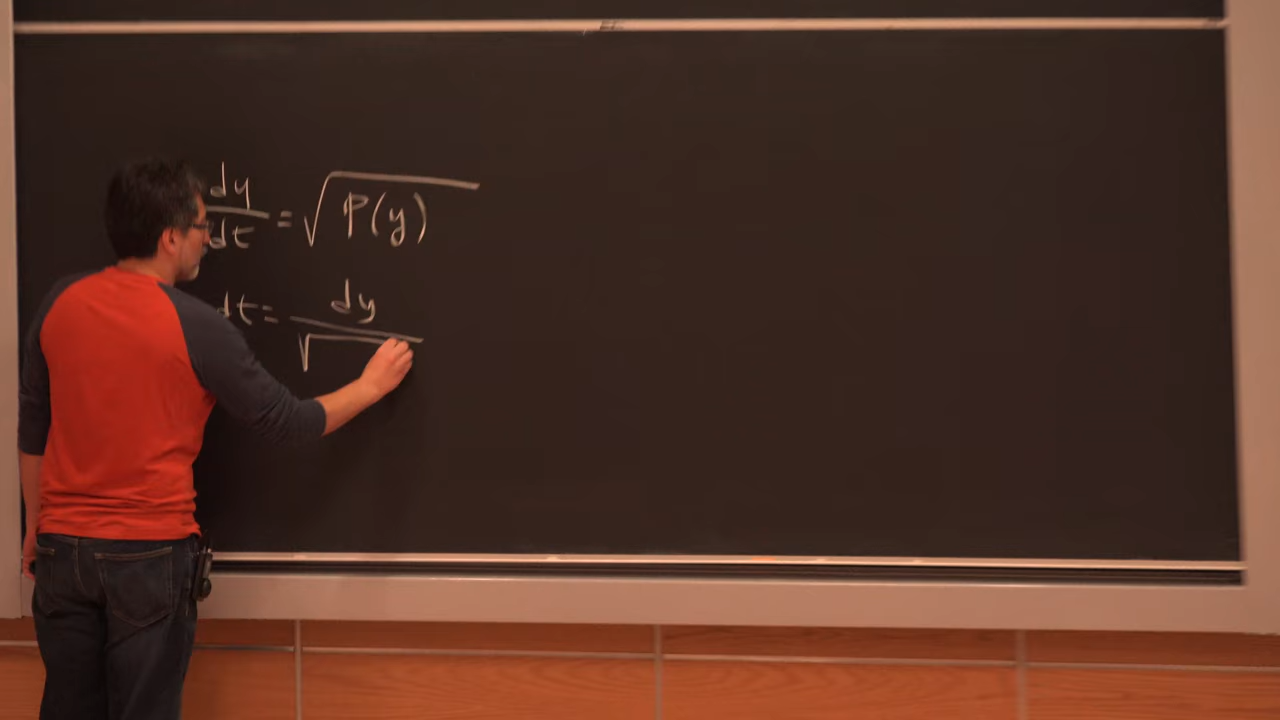 dy/dt = √P(y)
dt = dy/√